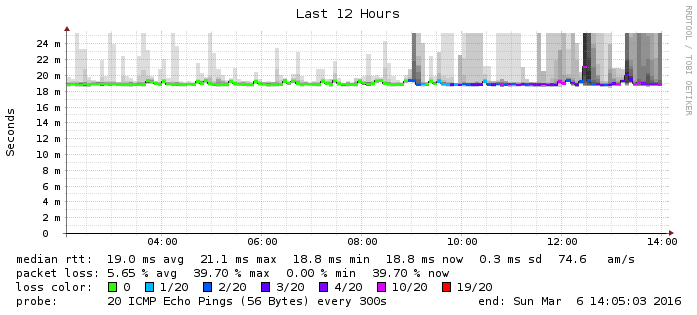 Last 12 Hours
RRDTOOL / TOBI OETIKER
Seconds
24 m
22 m
20 m
18 m
16 m
14 m
12 m
10 m
8 m
6 m
4 m
2 m
0
04:00 06:00 08:00 10:00 12:00 14:00
median rtt: 19.0 ms avg 21.1 ms max 18.8 ms min 18.8 ms now 0.3 ms sd 74.6 am/s
packet loss: 5.65 % avg 39.70 % max 0.00 % min 39.70 % now
loss color: 0 1/20 2/20 3/20 4/20 10/20 19/20
probe: 20 ICMP Echo Pings (56 Bytes) every 300s end: Sun Mar 6 14:05:03 2016